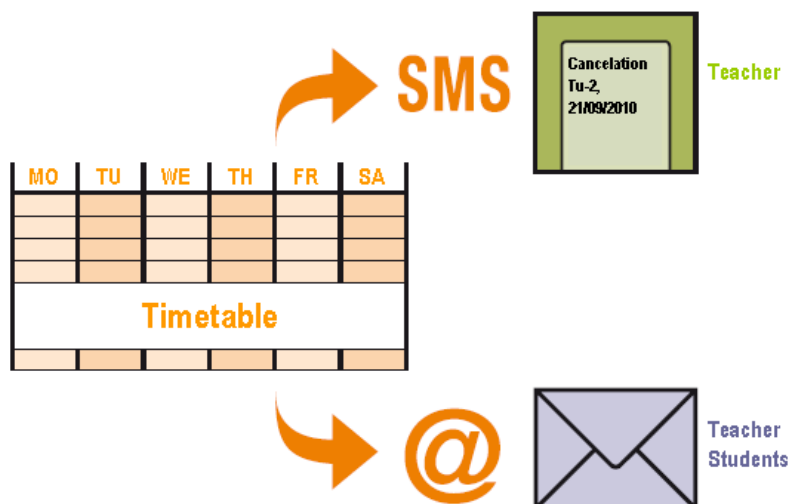 SMS
Cancelation
Tu-2,
21/09/2010
Teacher
MO TU WE TH FR SA
Timetable
@
Teacher
Students